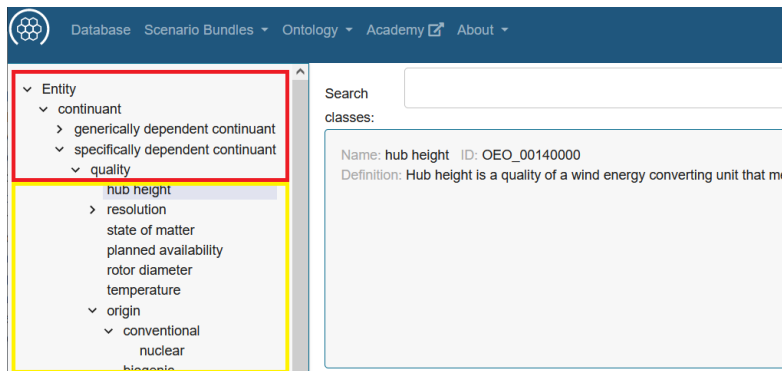 Database Scenario Bundles Ontology Academy About
Entity
continuant
generically dependent continuant
specifically dependent continuant
quality
hub height
resolution
state of matter
planned availability
rotor diameter
temperature
origin
conventional
nuclear
biogenic
Search
classes:
Name: hub height ID: OEO_00140000
Definition: Hub height is a quality of a wind energy converting unit that me